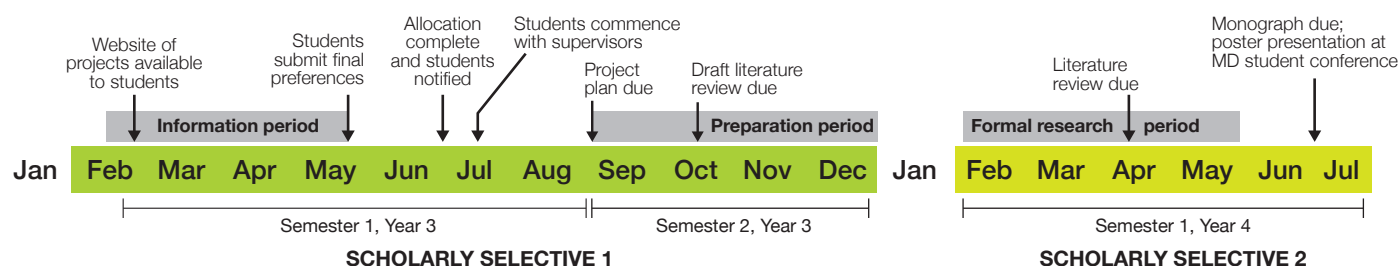 Website of
projects available
to students
Students
submit final
preferences
Allocation
complete
and students
notified
Students commence
with supervisors
Project
plan due
Draft literature
review due
Literature
review due
Monograph due;
poster presentation at
MD student conference
Information period
Preparation period
Formal research period
Jan Feb Mar Apr May Jun Jul Aug Sep Oct Nov Dec Jan Feb Mar Apr May Jun Jul
Semester 1, Year 3
Semester 2, Year 3
Semester 1, Year 4
SCHOLARLY SELECTIVE 1
SCHOLARLY SELECTIVE 2